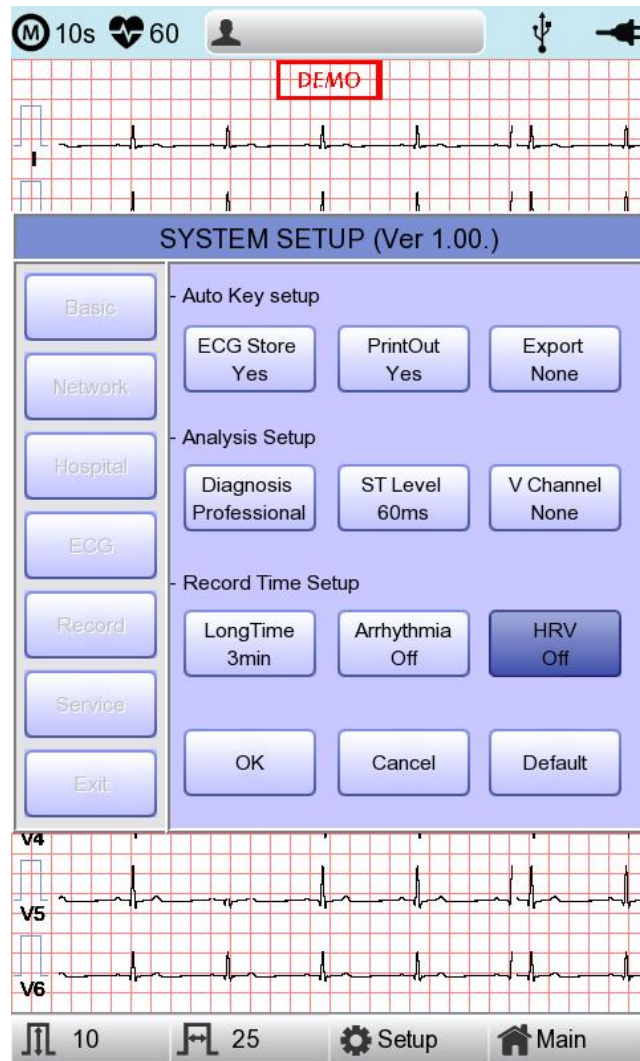 M 10s 60
DEMO
I
SYSTEM SETUP (Ver 1.00.)
Basic
Network
Hospital
ECG
Record
Service
Exit
- Auto Key setup
ECG Store
Yes
PrintOut
Yes
Export
None
- Analysis Setup
Diagnosis
Professional
ST Level
60ms
V Channel
None
- Record Time Setup
LongTime
3min
Arrhythmia
Off
HRV
Off
OK
Cancel
Default
V4
V5
V6
10
25
Setup
Main